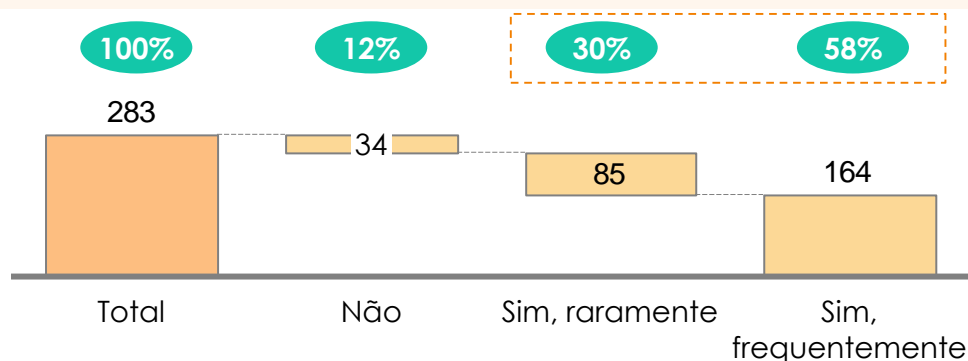 100% 12% 30% 58%
283
34
85
164
Total
Não
Sim, raramente
Sim,
frequentemente